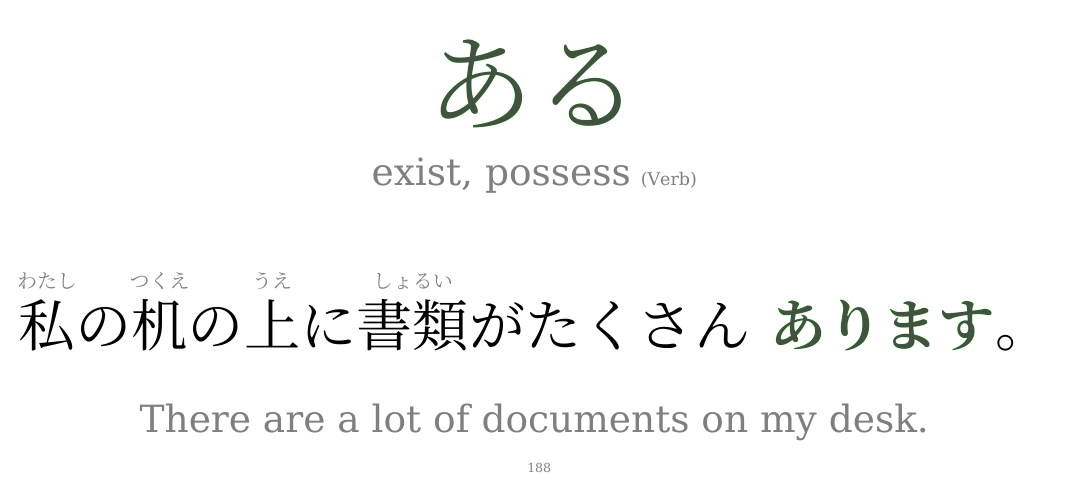 ある
exist, possess (Verb)
わたし つくえ うえ しょるい
私の机の上に書類がたくさん あります。
There are a lot of documents on my desk.
188